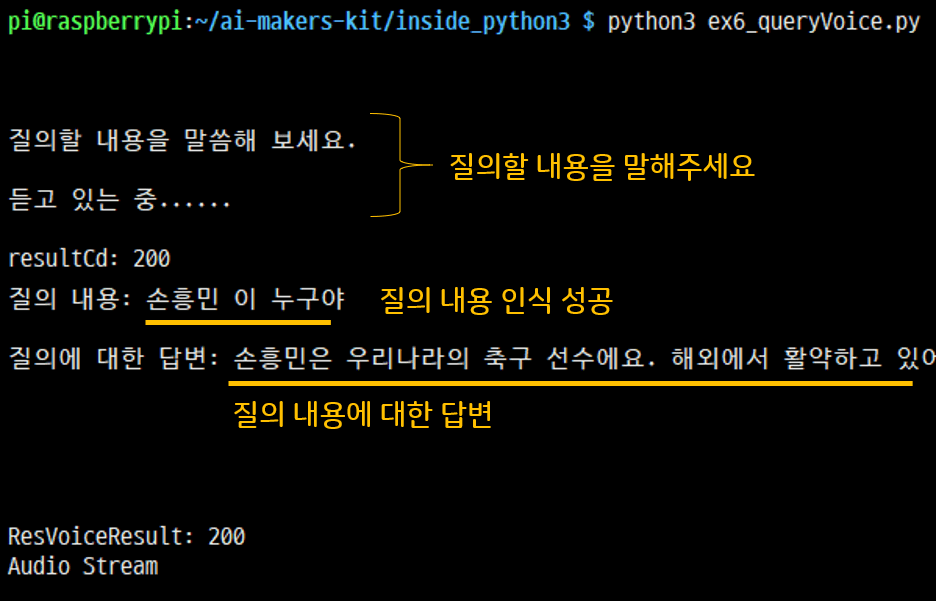 pi@raspberrypi:~/ai-makers-kit/inside_python3 $ python3 ex6_queryVoice.py
질의할 내용을 말씀해 보세요.
질의할 내용을 말해주세요
듣고 있는 중......
resultCd: 200
질의 내용: 손흥민 이 누구야 질의 내용 인식 성공
질의에 대한 답변: 손흥민은 우리나라의 축구 선수에요. 해외에서 활약하고
질의 내용에 대한 답변
ResVoiceResult: 200
Audio Stream